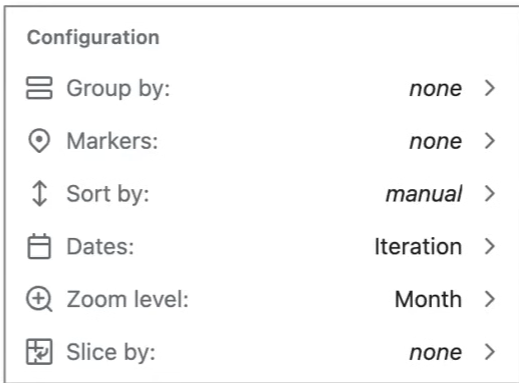 Configuration
Group by: none
Markers: none
Sort by: manual
Dates: Iteration
Zoom level: Month
Slice by: none